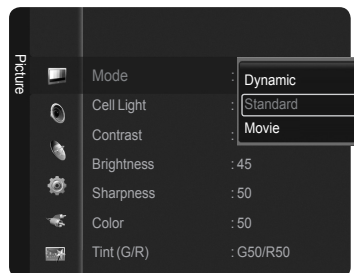 Picture
Mode : Dynamic
Cell Light : Standard
Contrast : Movie
Brightness : 45
Sharpness : 50
Color : 50
Tint (G/R) : G50/R50